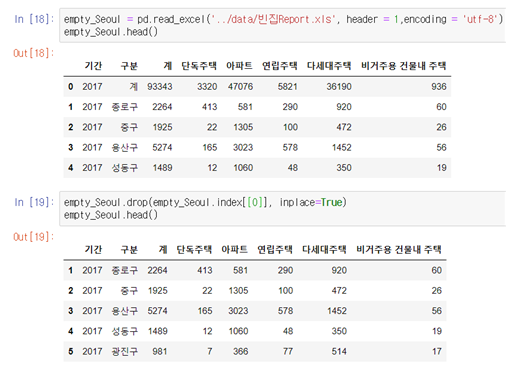 In [18]: empty_Seoul = pd.read_excel('../data/빈집Report.xls', header = 1,encoding = 'utf-8')
empty_Seoul.head()
Out[18]:
기간 구분 계 단독주택 아파트 연립주택 다세대주택 비거주용 건물내 주택
0 2017 계 93343 3320 47076 5821 36190 936
1 2017 종로구 2264 413 581 290 920 60
2 2017 중구 1925 22 1305 100 472 26
3 2017 용산구 5274 165 3023 578 1452 56
4 2017 성동구 1489 12 1060 48 350 19
In [19]: empty_Seoul.drop(empty_Seoul.index[[0]], inplace=True)
empty_Seoul.head()
Out[19]:
기간 구분 계 단독주택 아파트 연립주택 다세대주택 비거주용 건물내 주택
1 2017 종로구 2264 413 581 290 920 60
2 2017 중구 1925 22 1305 100 472 26
3 2017 용산구 5274 165 3023 578 1452 56
4 2017 성동구 1489 12 1060 48 350 19
5 2017 광진구 981 7 366 77 514 17